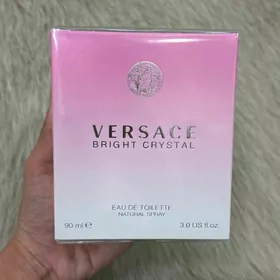 VERSACE
BRIGHT CRYSTAL
EAU DE TOILETTE
NATURAL SPRAY
90 ml ℮ 3.0 US fl.oz.